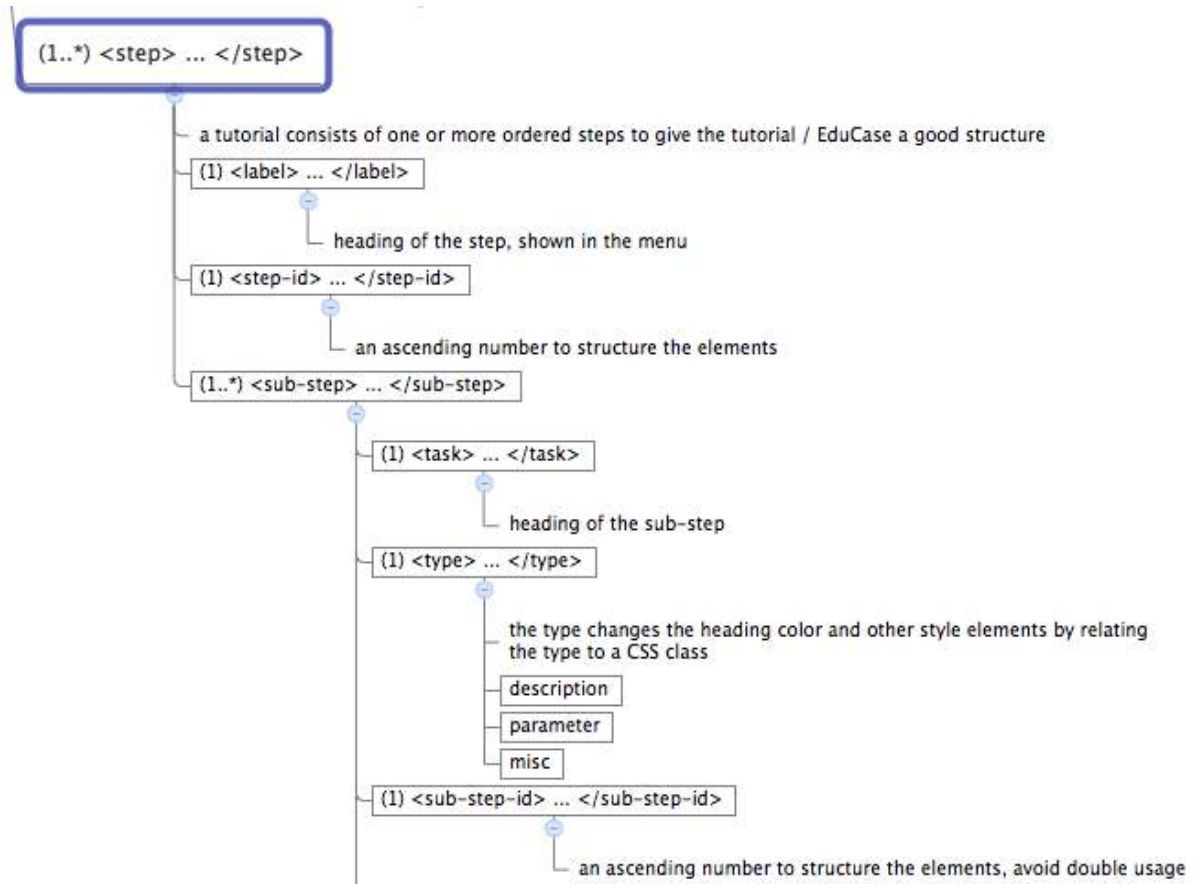 (1..*) <step> ... </step>
a tutorial consists of one or more ordered steps to give the tutorial / EduCase a good structure
(1) <label> ... </label>
heading of the step, shown in the menu
(1) <step-id> ... </step-id>
an ascending number to structure the elements
(1..*) <sub-step> ... </sub-step>
(1) <task> ... </task>
heading of the sub-step
(1) <type> ... </type>
the type changes the heading color and other style elements by relating
the type to a CSS class
description
parameter
misc
(1) <sub-step-id> ... </sub-step-id>
an ascending number to structure the elements, avoid double usage